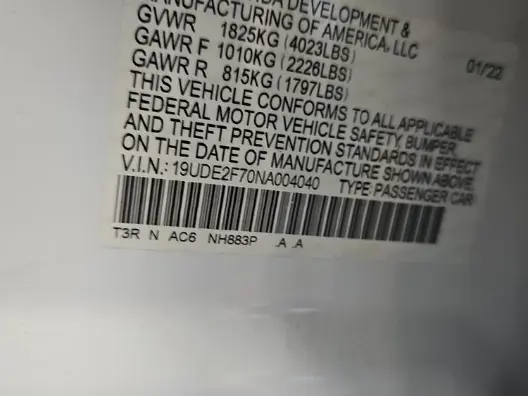 DEVELOPMENT &
MANUFACTURING OF AMERICA, LLC
GVWR 1825KG (4023LBS) 01/22
GAWR F 1010KG (2226LBS)
GAWR R 815KG (1797LBS)
THIS VEHICLE CONFORMS TO ALL APPLICABLE
FEDERAL MOTOR VEHICLE SAFETY, BUMPER
AND THEFT PREVENTION STANDARDS IN EFFECT
ON THE DATE OF MANUFACTURE SHOWN ABOVE.
V.I.N.: 19UDE2F70NA004040 TYPE: PASSENGER CAR
T3R N AC6 NH883P .A .A